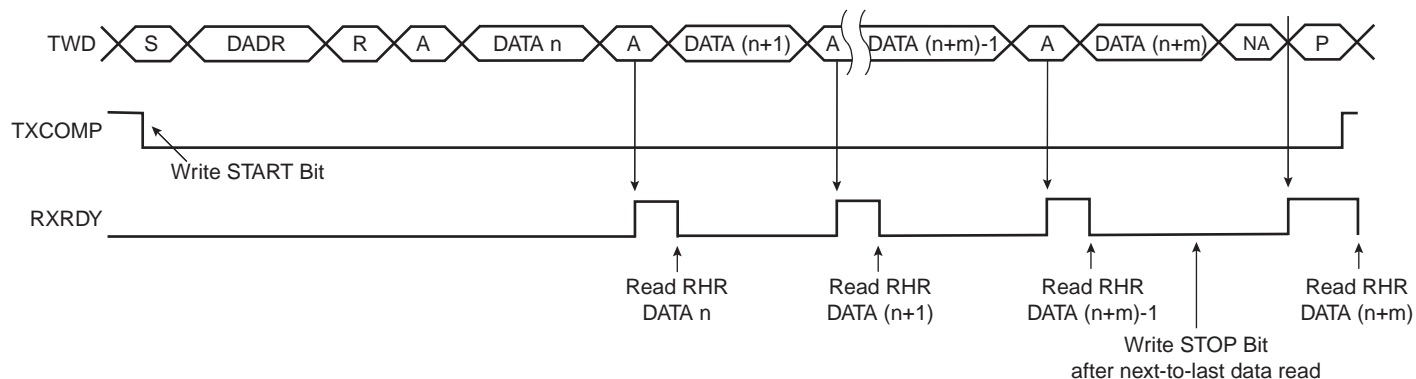 TWD S DADR R A DATA n A DATA (n+1) A DATA (n+m)-1 A DATA (n+m) NA P
TXCOMP
Write START Bit
RXRDY
Read RHR Read RHR Read RHR Read RHR
DATA n DATA (n+1) DATA (n+m)-1 DATA (n+m)
Write STOP Bit
after next-to-last data read